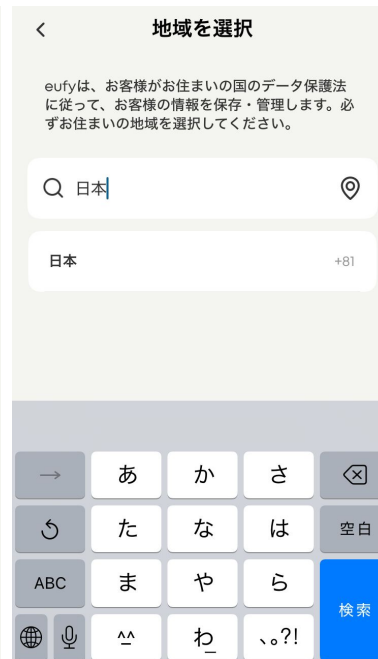 地域を選択
eufyは、お客様がお住まいの国のデータ保護法
に従って、お客様の情報を保存・管理します。必
ずお住まいの地域を選択してください。
日本
日本 +81
→ あ か さ
た な は 空白
ABC ま や ら
^^ わ 、。?! 検索